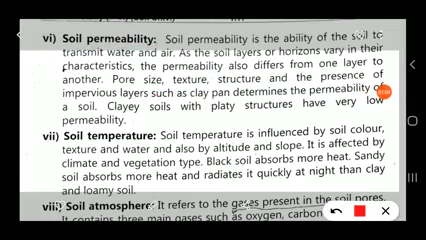 vi) Soil permeability: Soil permeability is the ability of the soil to
transmit water and air. As the soil layers or horizons vary in their
characteristics, the permeability also differs from one layer to
another. Pore size, texture, structure and the presence of
impervious layers such as clay pan determines the permeability of
a soil. Clayey soils with platy structures have very low
permeability.
vii) Soil temperature: Soil temperature is influenced by soil colour,
texture and water and also by altitude and slope. It is affected by
climate and vegetation type. Black soil absorbs more heat. Sandy
soil absorbs more heat and radiates it quickly at night than clay
and loamy soil.
viii) Soil atmosphere: It refers to the gases present in the soil pores.
It contains three main gases such as oxygen, carbon